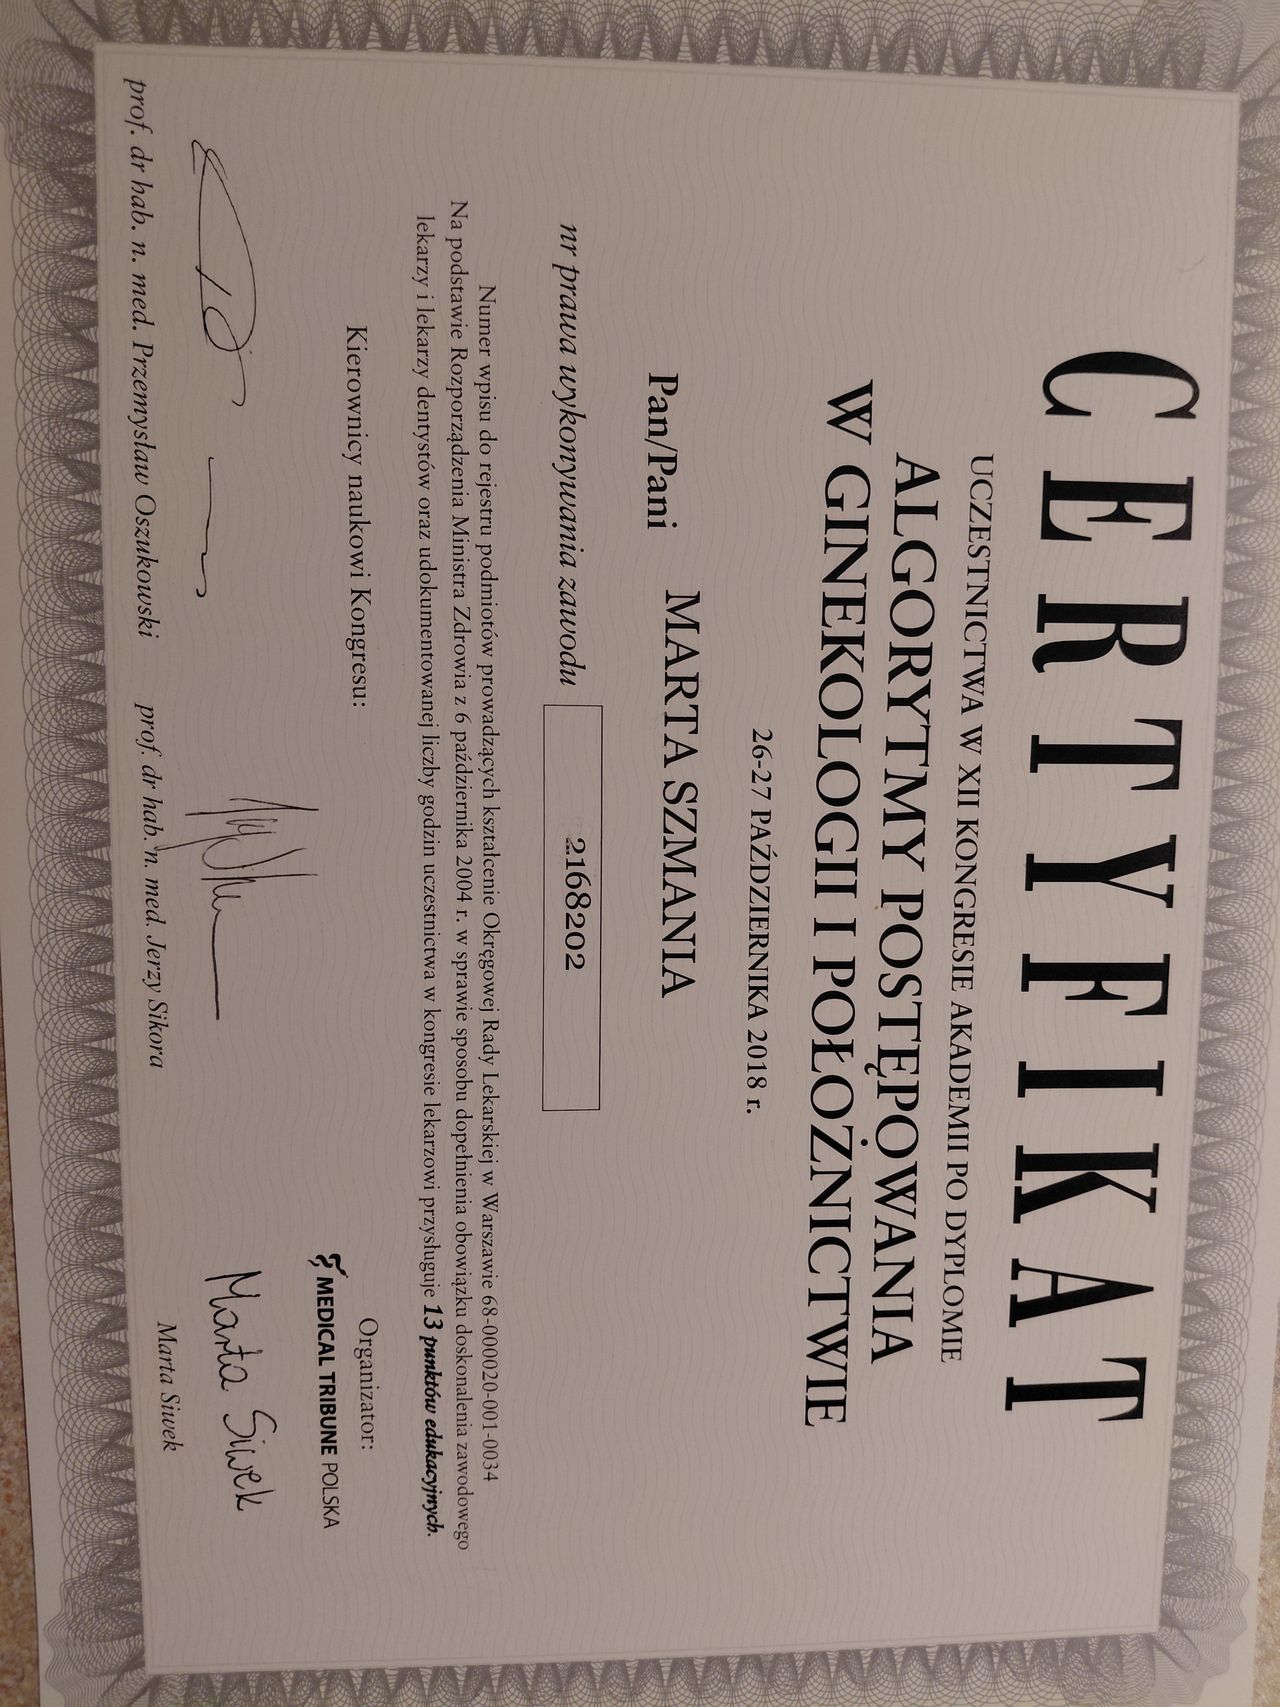 CERTYFIKAT
UCZESTNICTWA W XII KONGRESIE AKADEMII PO DYPLOMIE
ALGORYTMY POSTĘPOWANIA
W GINEKOLOGII I POŁOŻNICTWIE
26-27 PAŹDZIERNIKA 2018 r.
Pan/Pani MARTA SZMANIA
nr prawa wykonywania zawodu 2168202
Numer wpisu do rejestru podmiotów prowadzących kształcenie Okręgowej Rady Lekarskiej w Warszawie 68-000020-001-0034
Na podstawie Rozporządzenia Ministra Zdrowia z 6 października 2004 r. w sprawie sposobu dopełnienia obowiązku doskonalenia zawodowego
lekarzy i lekarzy dentystów oraz udokumentowanej liczby godzin uczestnictwa w kongresie lekarzowi przysługuje 13 punktów edukacyjnych.
Kierownicy naukowi Kongresu:
Organizator:
MEDICAL TRIBUNE POLSKA
Marta Siwek
prof. dr hab. n. med. Przemysław Oszukowski
prof. dr hab. n. med. Jerzy Sikora
Marta Siwek